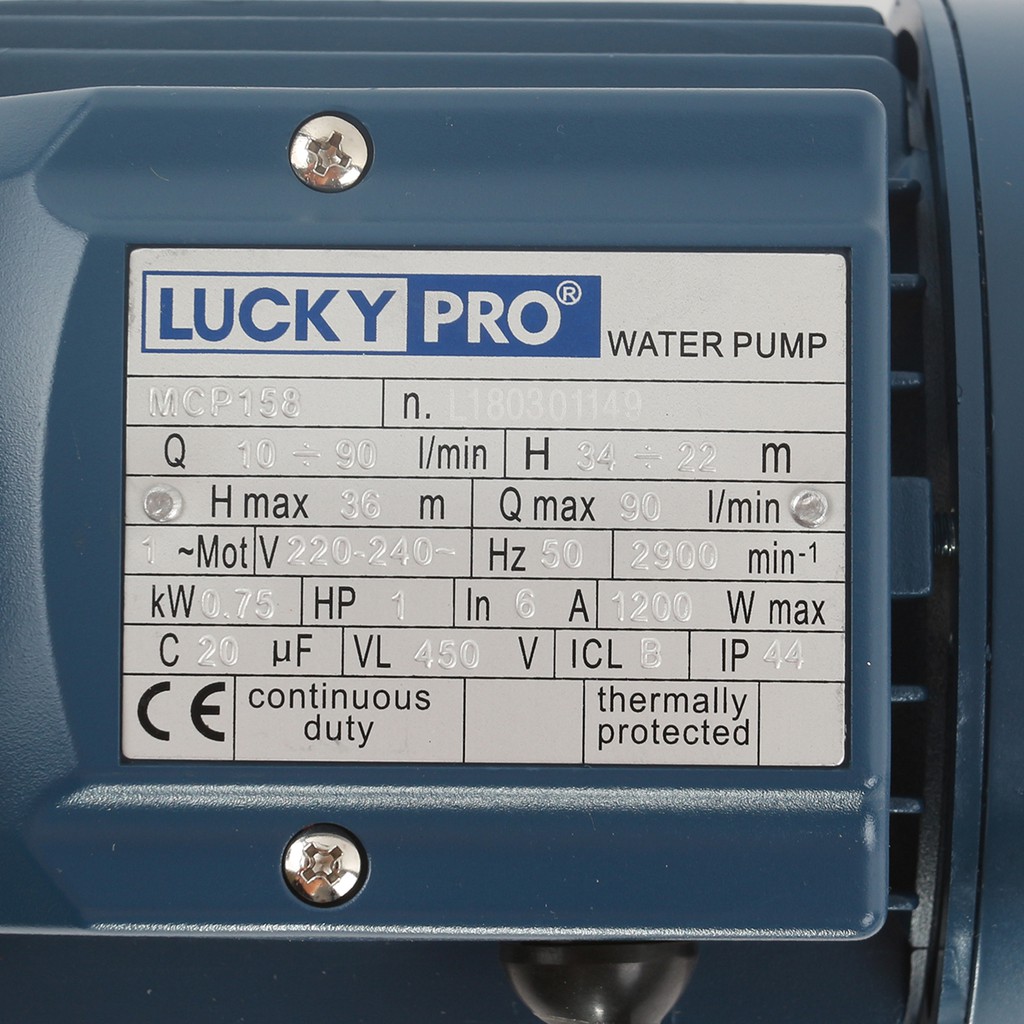 LUCKY PRO® WATER PUMP
MCP158 n. L180301149
Q 10 ÷ 90 l/min H 34 ÷ 22 m
H max 36 m Q max 90 l/min
1 ~Mot V 220-240~ Hz 50 2900 min-1
kW 0.75 HP 1 In 6 A 1200 W max
C 20 µF VL 450 V ICL B IP 44
CE continuous duty thermally protected